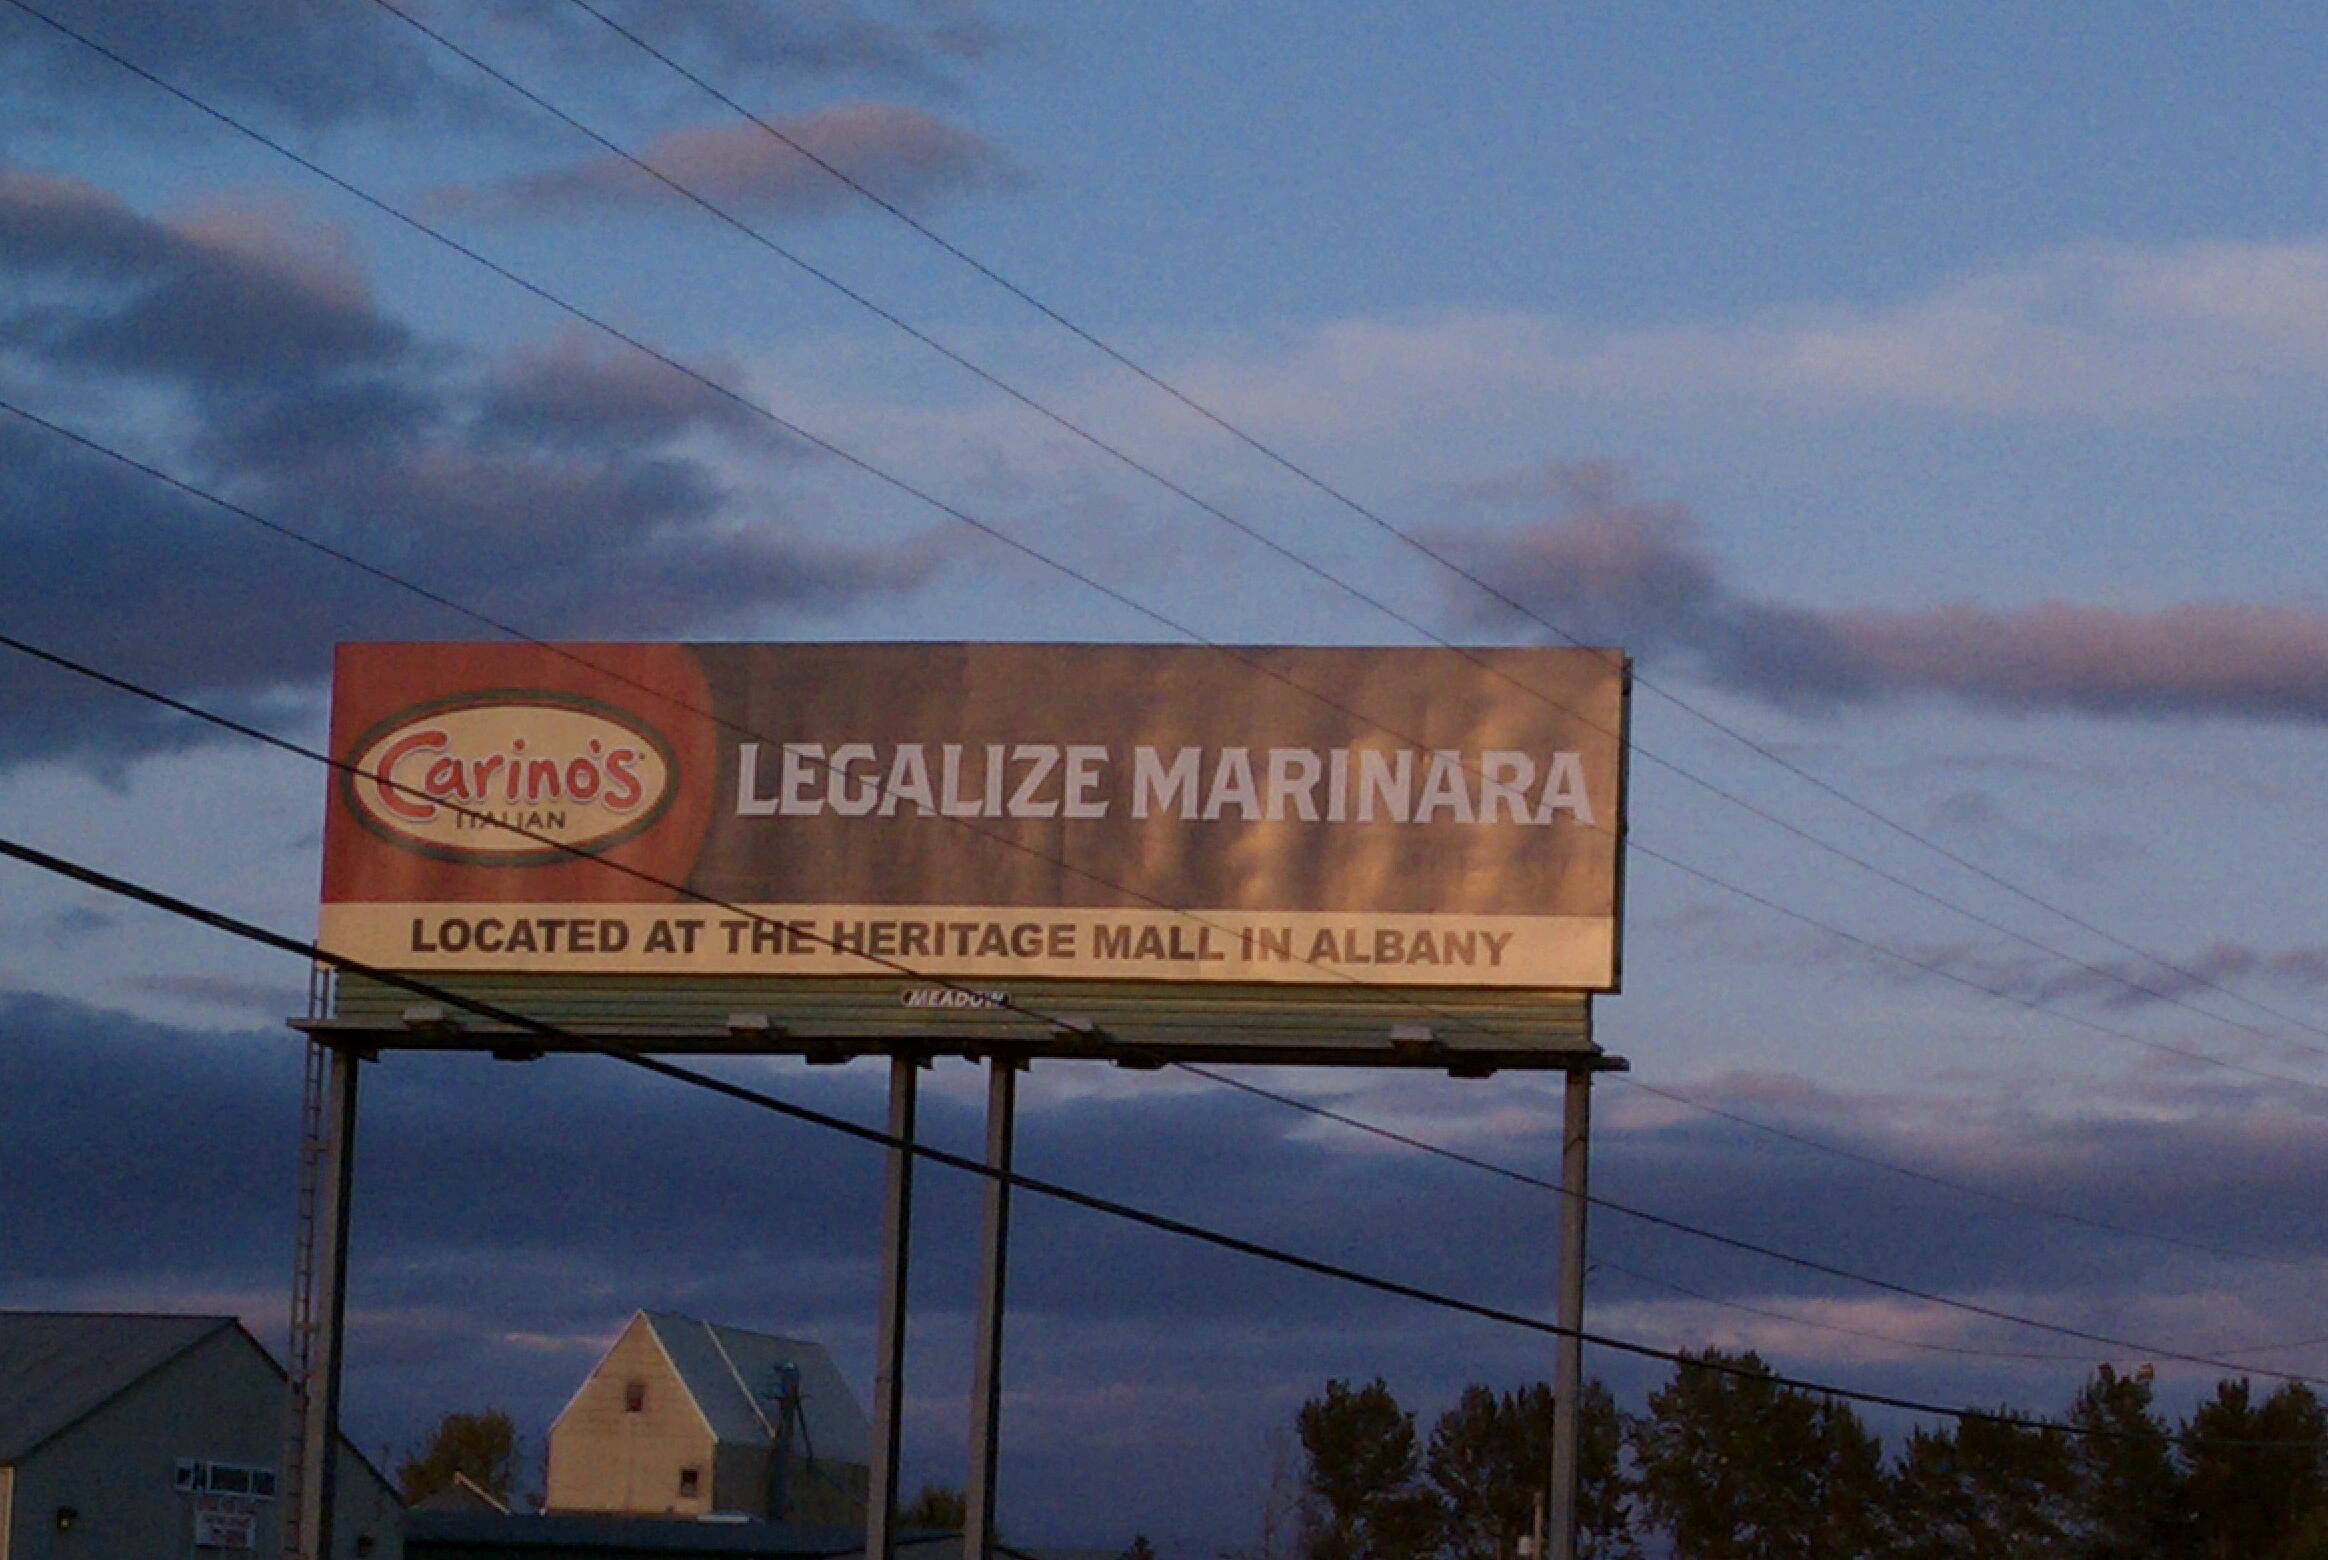 Carino's
ITALIAN
LEGALIZE MARINARA
LOCATED AT THE HERITAGE MALL IN ALBANY
MEADOW